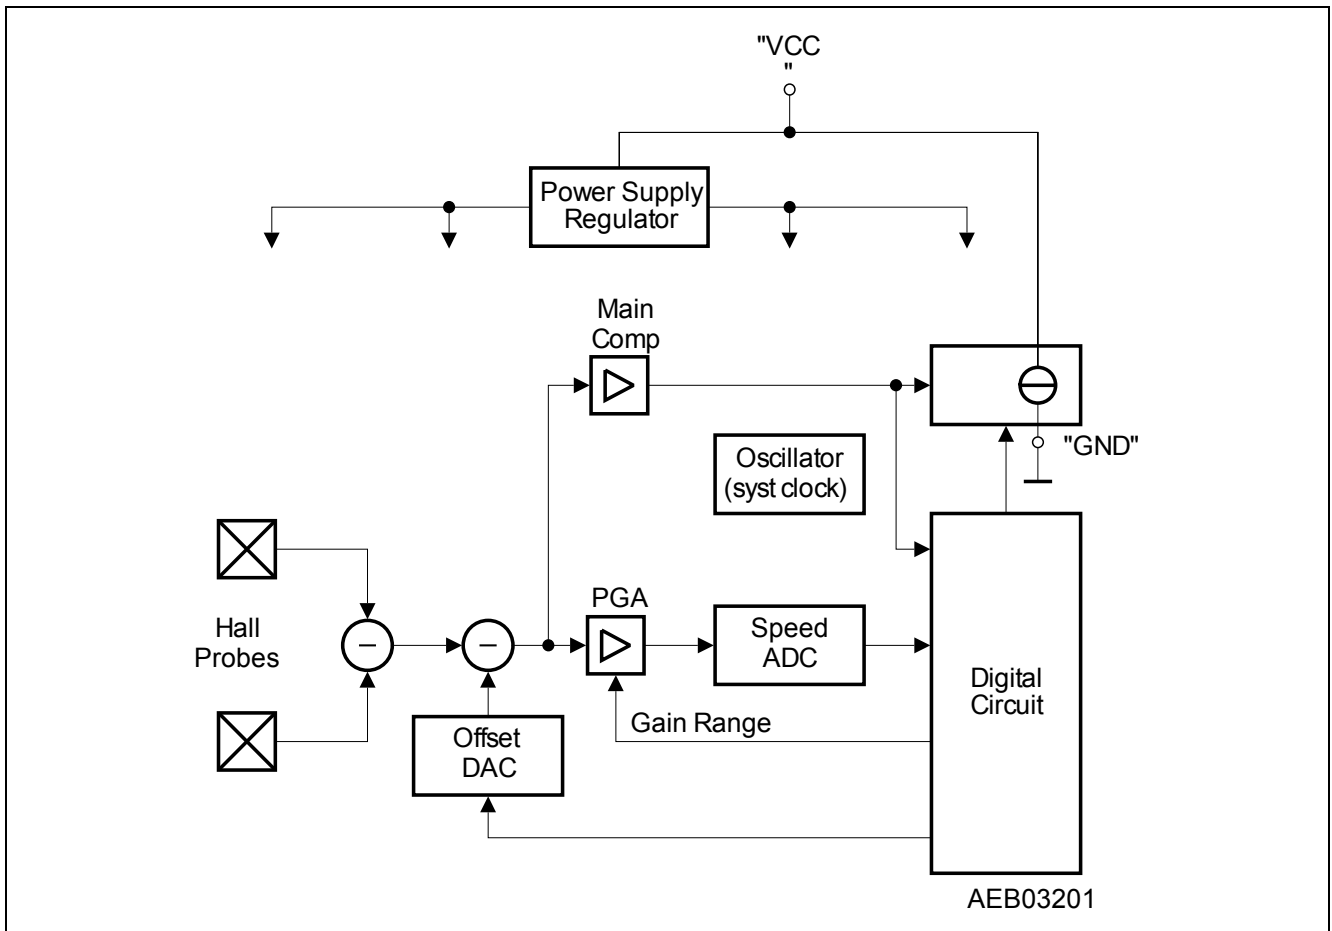 "VCC
"
Power Supply
Regulator
Main
Comp
"GND"
Oscillator
(syst clock)
PGA
Hall
Probes
Speed
ADC
Digital
Circuit
Gain Range
Offset
DAC
AEB03201